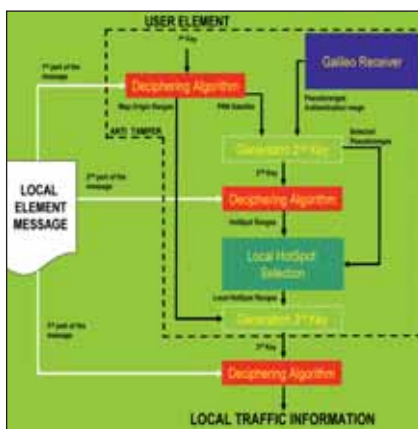 USER ELEMENT
1st Key
Galileo Receiver
1st part of the
message
Deciphering Algorithm
Map Origin Ranges
PRN Satellite
Pseudoranges
Authentication range
ANTI TAMPER
Generation 2nd Key
Selected
Pseudoranges
2nd Key
LOCAL
ELEMENT
MESSAGE
2nd part of the
message
Deciphering Algorithm
HotSpot Ranges
Local HotSpot
Selection
Local HotSpot Ranges
Generation 3rd Key
3rd part of the
message
3rd Key
Deciphering Algorithm
LOCAL TRAFFIC INFORMATION